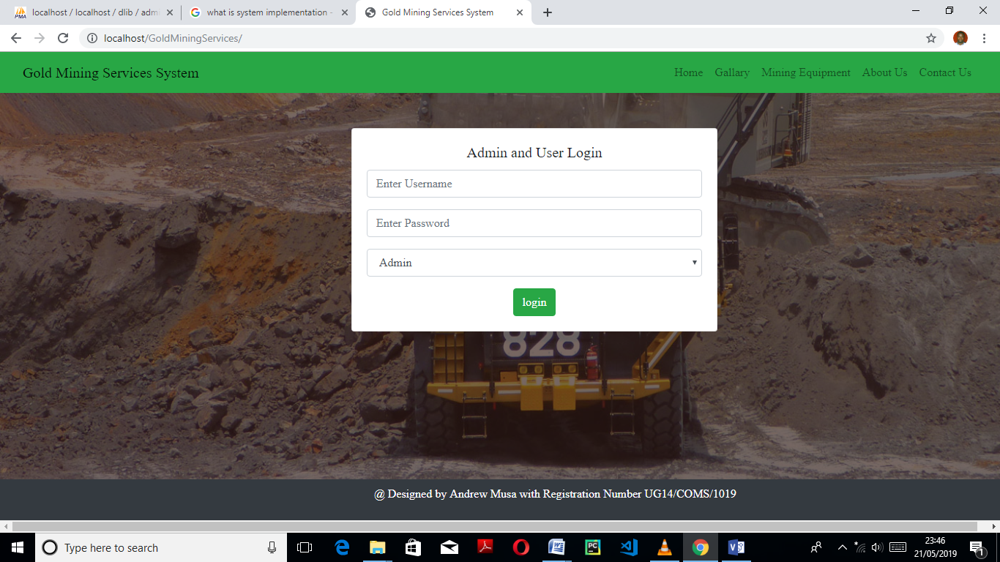 localhost / localhost / dlib / adm
what is system implementation -
Gold Mining Services System
localhost/GoldMiningServices/
Gold Mining Services System
Home Gallary Mining Equipment About Us Contact Us
Admin and User Login
Enter Username
Enter Password
Admin
login
828
@ Designed by Andrew Musa with Registration Number UG14/COMS/1019
Type here to search
23:46
21/05/2019
1